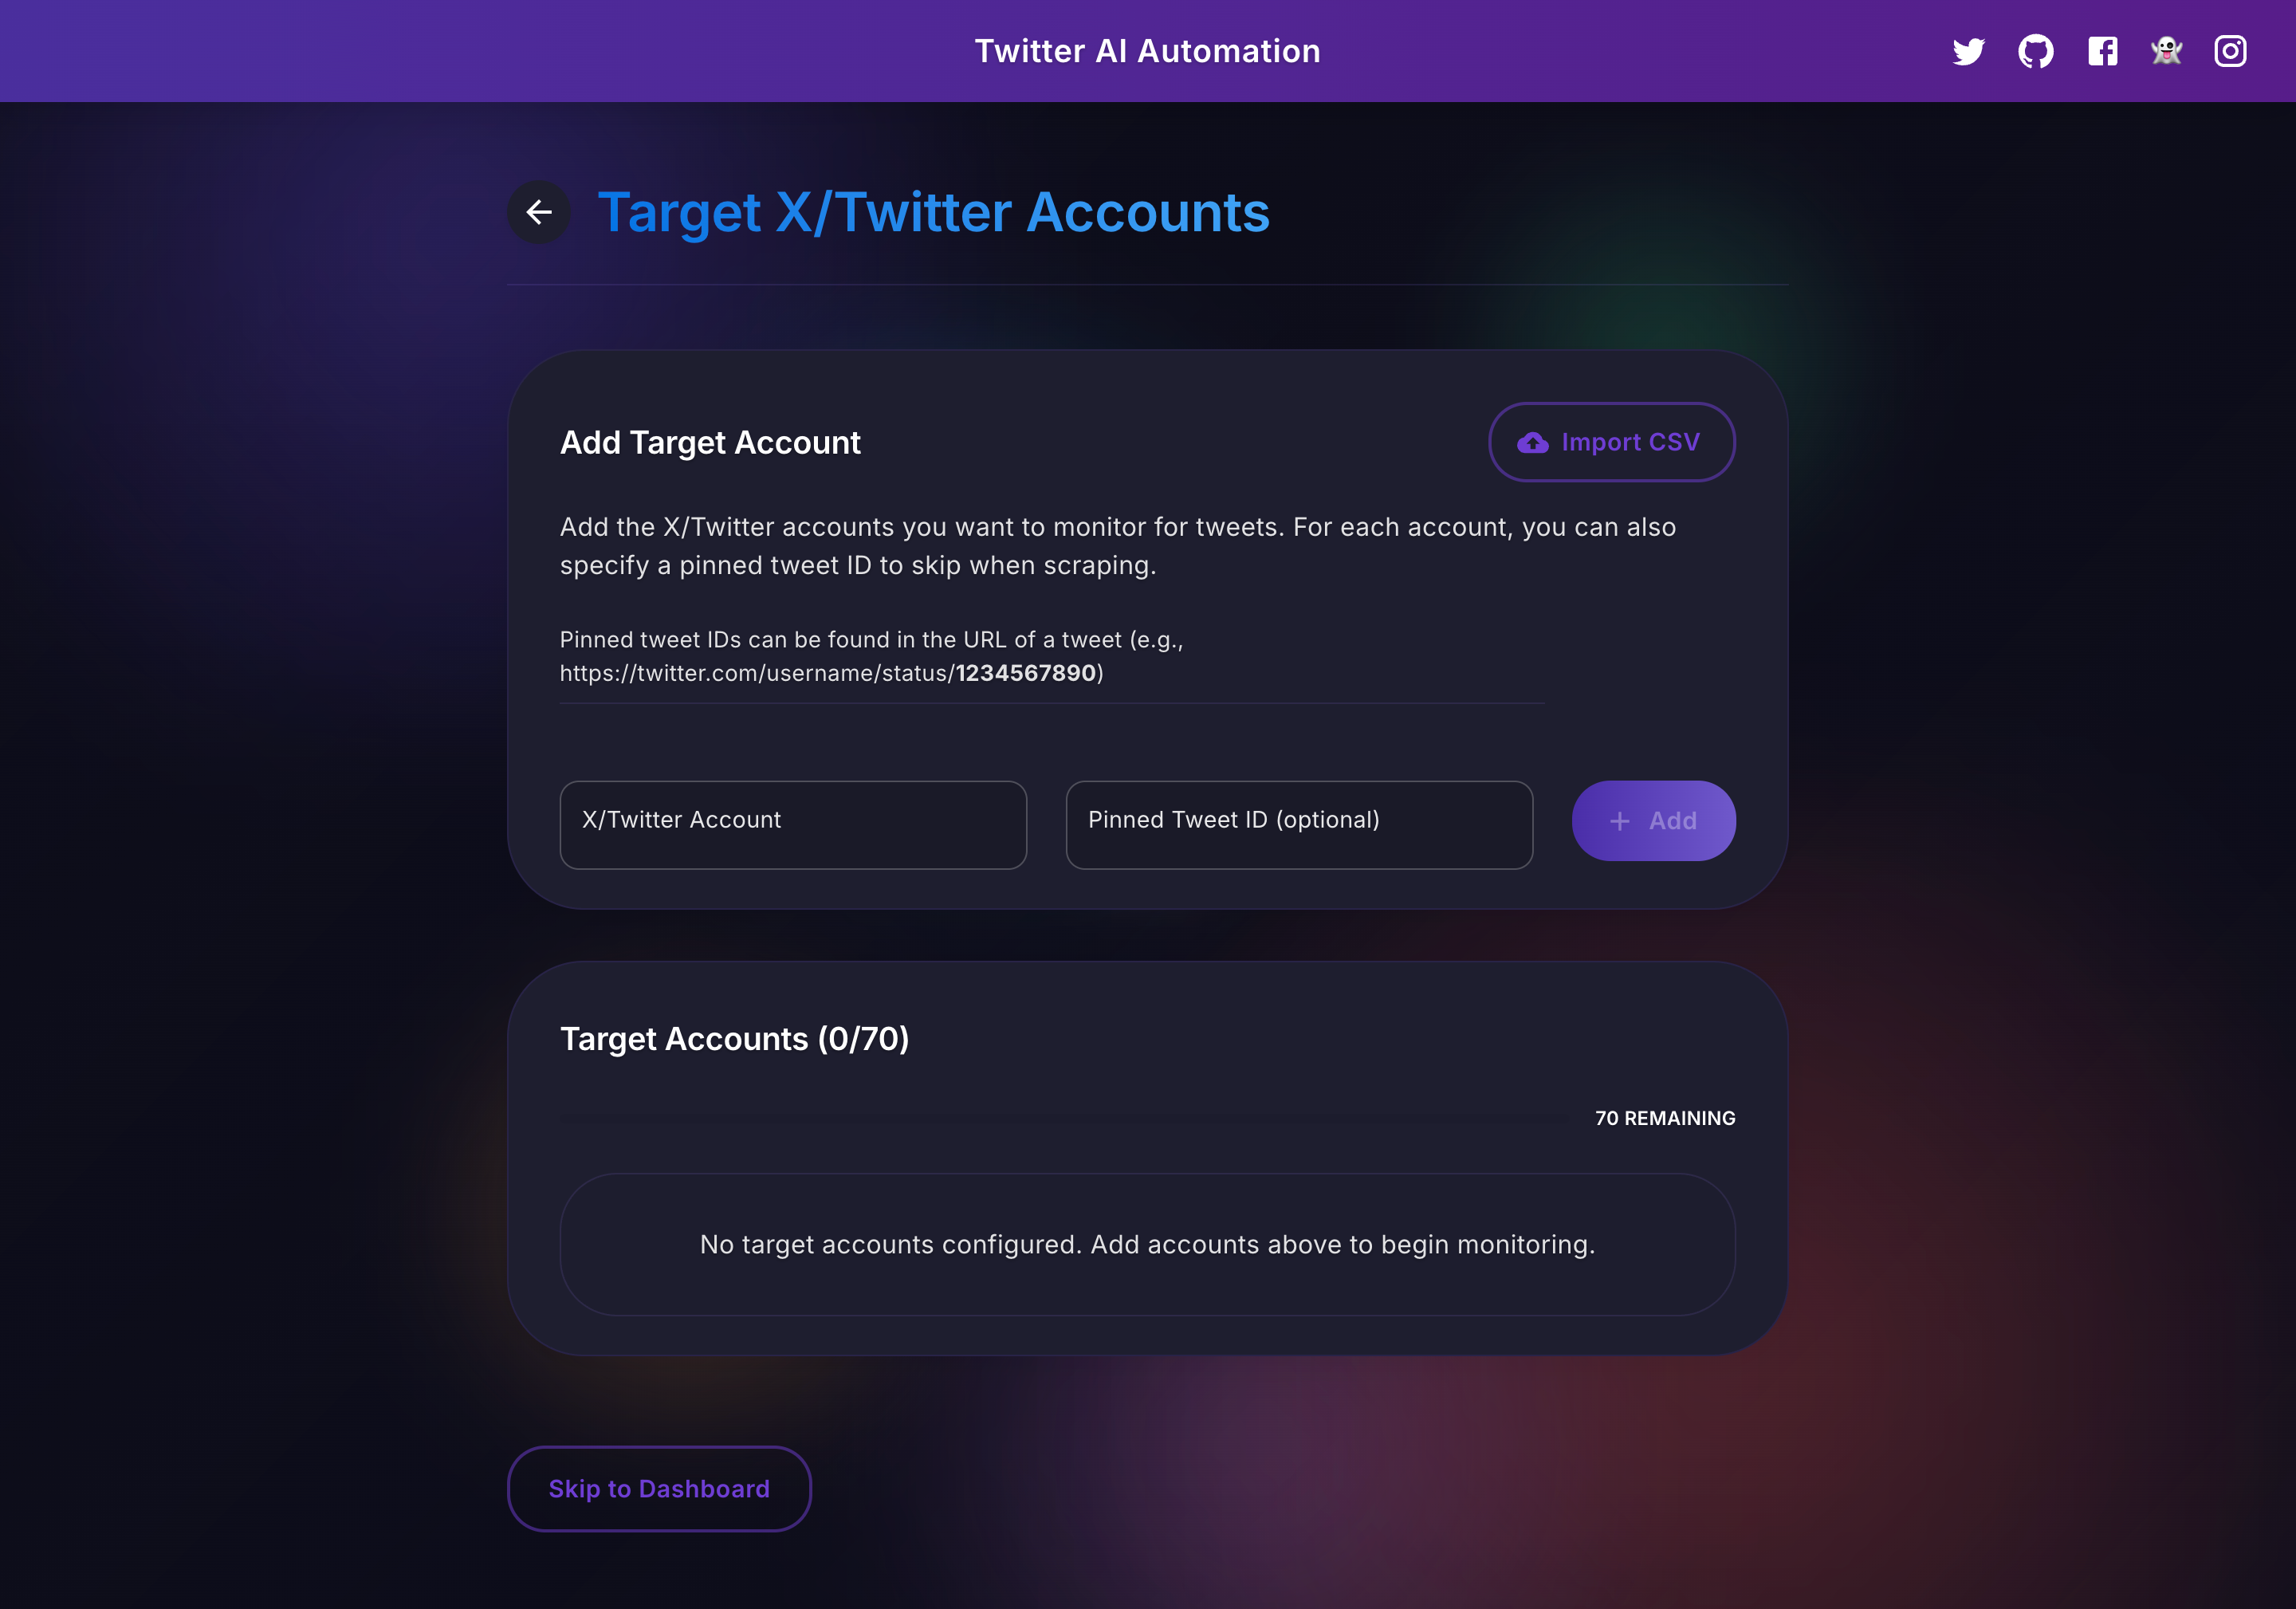 Twitter AI Automation
Target X/Twitter Accounts
Add Target Account
Import CSV
Add the X/Twitter accounts you want to monitor for tweets. For each account, you can also
specify a pinned tweet ID to skip when scraping.
Pinned tweet IDs can be found in the URL of a tweet (e.g.,
https://twitter.com/username/status/1234567890)
X/Twitter Account
Pinned Tweet ID (optional)
+ Add
Target Accounts (0/70)
70 REMAINING
No target accounts configured. Add accounts above to begin monitoring.
Skip to Dashboard